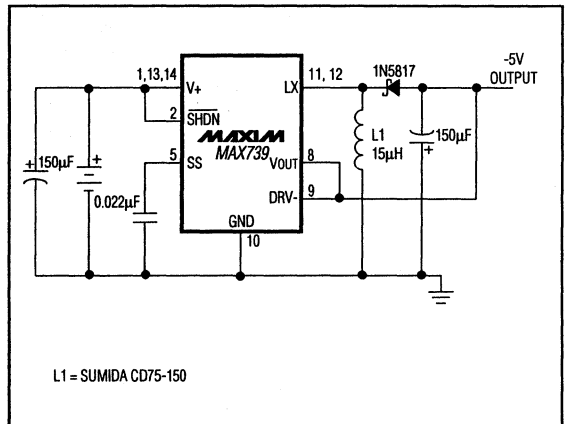 -5V
OUTPUT
1,13,14
V+
LX
11, 12
1N5817
2
SHDN
MAXIM
MAX739
+
150µF
+
5
SS
VOUT
8
L1
15µH
150µF
+
0.022µF
DRV-
9
GND
10
L1 = SUMIDA CD75-150